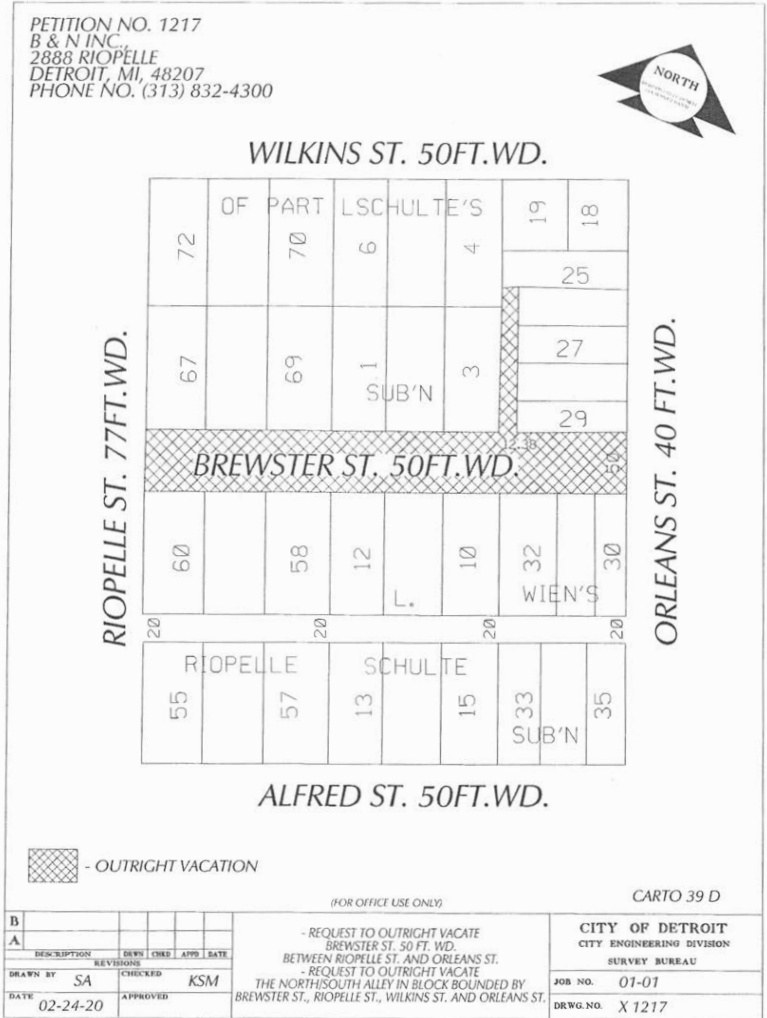 PETITION NO. 1217
B & N INC.,
2888 RIOPELLE
DETROIT, MI, 48207
PHONE NO. (313) 832-4300
NORTH
WILKINS ST. 50FT.WD.
OF PART LSCHULTE'S
19
18
72
70
6
4
25
RIOPELLE ST. 77FT.WD.
27
ORLEANS ST. 40 FT.WD.
67
69
1
3
SUB'N
29
12.38
BREWSTER ST. 50FT.WD.
50
60
58
12
10
32
30
L.
WIEN'S
20
20
20
20
RIOPELLE SCHULTE
55
57
13
15
33
35
SUB'N
ALFRED ST. 50FT.WD.
- OUTRIGHT VACATION
(FOR OFFICE USE ONLY)
CARTO 39 D
B
A
DESCRIPTION DRWN CHKD APPD DATE
REVISIONS
DRAWN BY SA
CHECKED KSM
DATE 02-24-20
APPROVED
- REQUEST TO OUTRIGHT VACATE
BREWSTER ST. 50 FT. WD.
BETWEEN RIOPELLE ST. AND ORLEANS ST.
- REQUEST TO OUTRIGHT VACATE
THE NORTH/SOUTH ALLEY IN BLOCK BOUNDED BY
BREWSTER ST., RIOPELLE ST., WILKINS ST. AND ORLEANS ST.
CITY OF DETROIT
CITY ENGINEERING DIVISION
SURVEY BUREAU
JOB NO. 01-01
DRWG. NO. X 1217